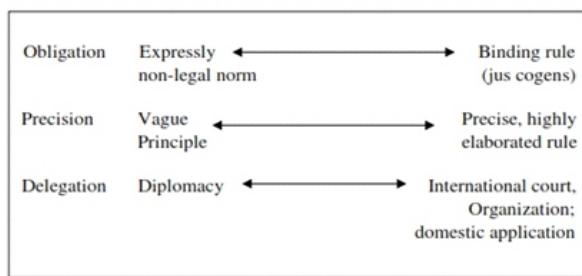 Obligation Expressly Binding rule
non-legal norm (jus cogens)
Precision Vague Precise, highly
Principle elaborated rule
Delegation Diplomacy International court,
Organization;
domestic application